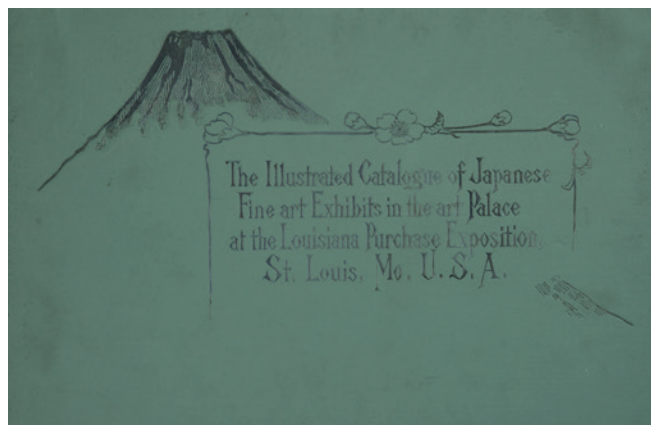 The Illustrated Catalogue of Japanese
Fine art Exhibits in the art Palace
at the Louisiana Purchase Exposition,
St. Louis, Mo. U.S.A.